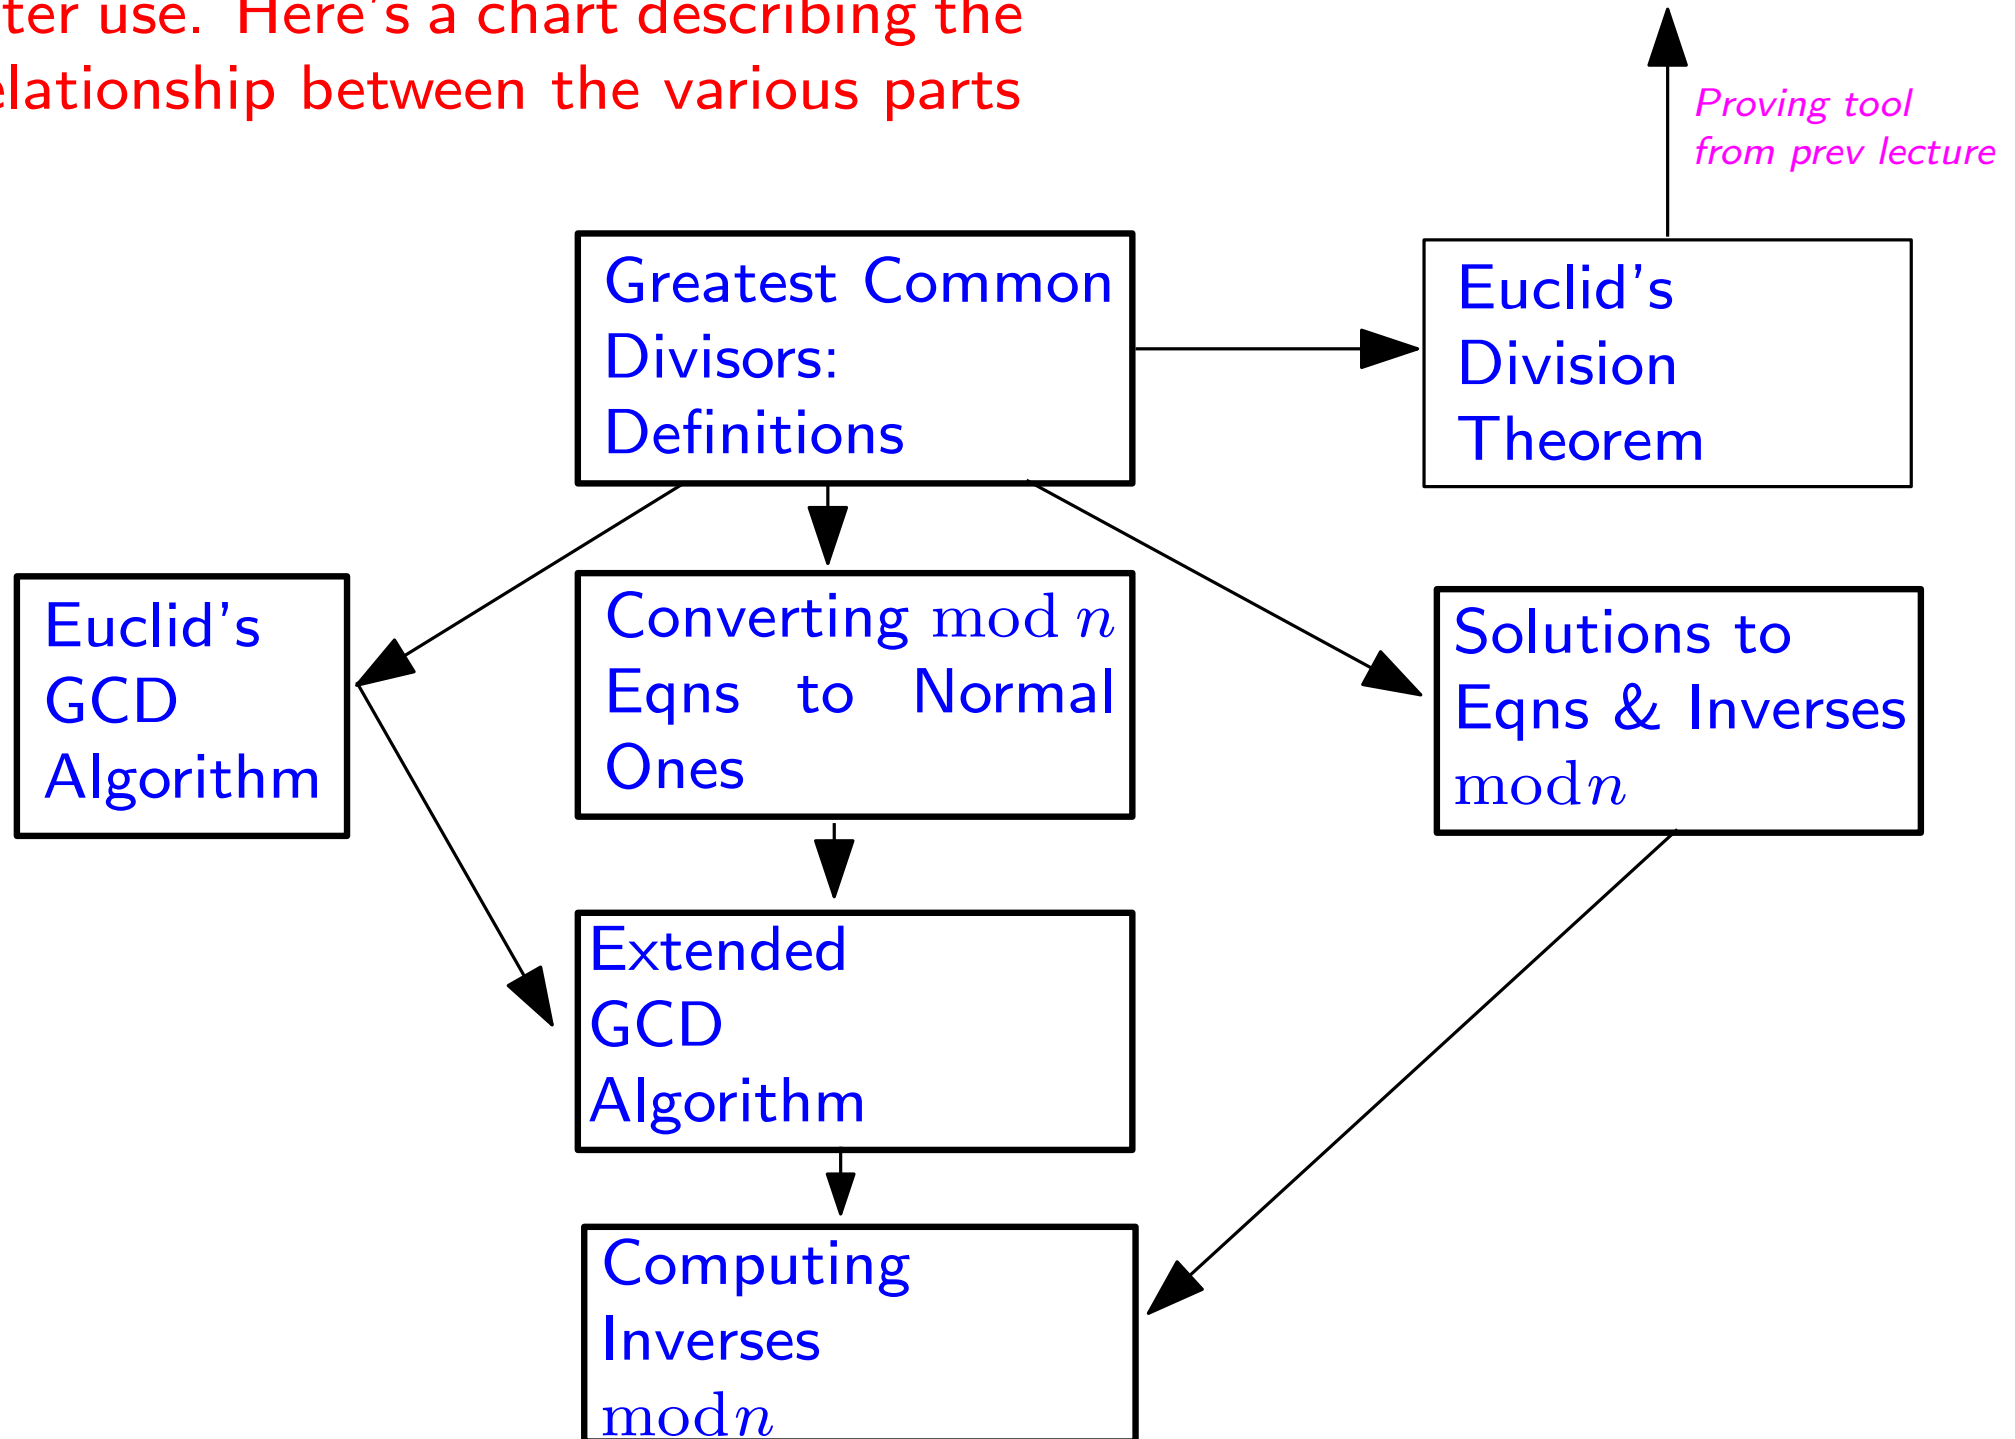 ter use. Here's a chart describing the
elationship between the various parts
Proving tool
from prev lecture
Greatest Common
Divisors:
Definitions
Euclid's
Division
Theorem
Euclid's
GCD
Algorithm
Converting mod n
Eqns to Normal
Ones
Solutions to
Eqns & Inverses
mod n
Extended
GCD
Algorithm
Computing
Inverses
mod n